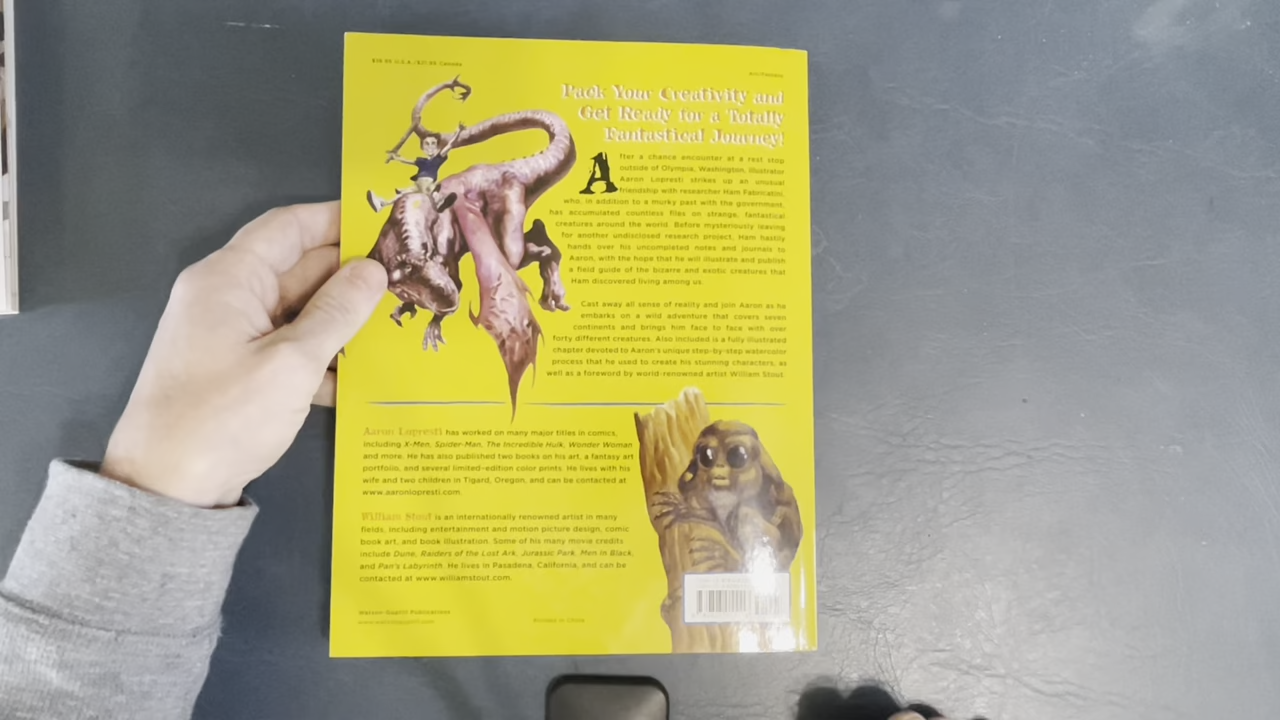 $19.95 U.S.A./$21.95 Canada
Pack Your Creativity and
Get Ready for a Totally
Fantastical Journey!
After a chance encounter at a rest stop
outside of Olympia, Washington, illustrator
Aaron Lopresti strikes up an unusual
friendship with researcher Ham Fabricatini,
who, in addition to a murky past with the government,
has accumulated countless files on strange, fantastical
creatures around the world. Before mysteriously leaving
for another undisclosed research project, Ham hastily
hands over his uncompleted notes and journals to
Aaron, with the hope that he will illustrate and publish
a field guide of the bizarre and exotic creatures that
Ham discovered living among us.
Cast away all sense of reality and join Aaron as he
embarks on a wild adventure that covers seven
continents and brings him face to face with over
forty different creatures. Also included is a fully illustrated
chapter devoted to Aaron's unique step-by-step watercolor
process that he used to create his stunning characters, as
well as a foreword by world-renowned artist William Stout.
Aaron Lopresti has worked on many major titles in comics,
including X-Men, Spider-Man, The Incredible Hulk, Wonder Woman
and more. He has also published two books on his art, a fantasy art
portfolio, and several limited-edition color prints. He lives with his
wife and two children in Tigard, Oregon, and can be contacted at
www.aaronlopresti.com.
William Stout is an internationally renowned artist in many
fields, including entertainment and motion picture design, comic
book art, and book illustration. Some of his many movie credits
include Dune, Raiders of the Lost Ark, Jurassic Park, Men in Black,
and Pan's Labyrinth. He lives in Pasadena, California, and can be
contacted at www.williamstout.com.
Watson-Guptill Publications
www.watsonguptill.com
Printed in China